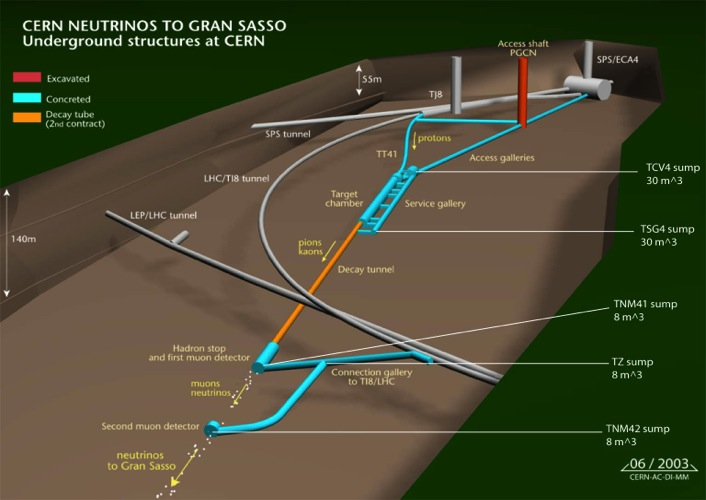 CERN NEUTRINOS TO GRAN SASSO
Underground structures at CERN
Excavated
Concreted
Decay tube
(2nd contract)
55m
Access shaft
PGCN
SPS/ECA4
TJ8
SPS tunnel
protons
TT41
Access galleries
LHC/TI8 tunnel
TCV4 sump
30 m^3
Target
chamber
Service gallery
LEP/LHC tunnel
TSG4 sump
30 m^3
140m
pions
kaons
Decay tunnel
TNM41 sump
8 m^3
Hadron stop
and first muon detector
TZ sump
8 m^3
Connection gallery
to TI8/LHC
muons
neutrinos
Second muon detector
TNM42 sump
8 m^3
neutrinos
to Gran Sasso
06 / 2003
CERN-AC-DI-MM